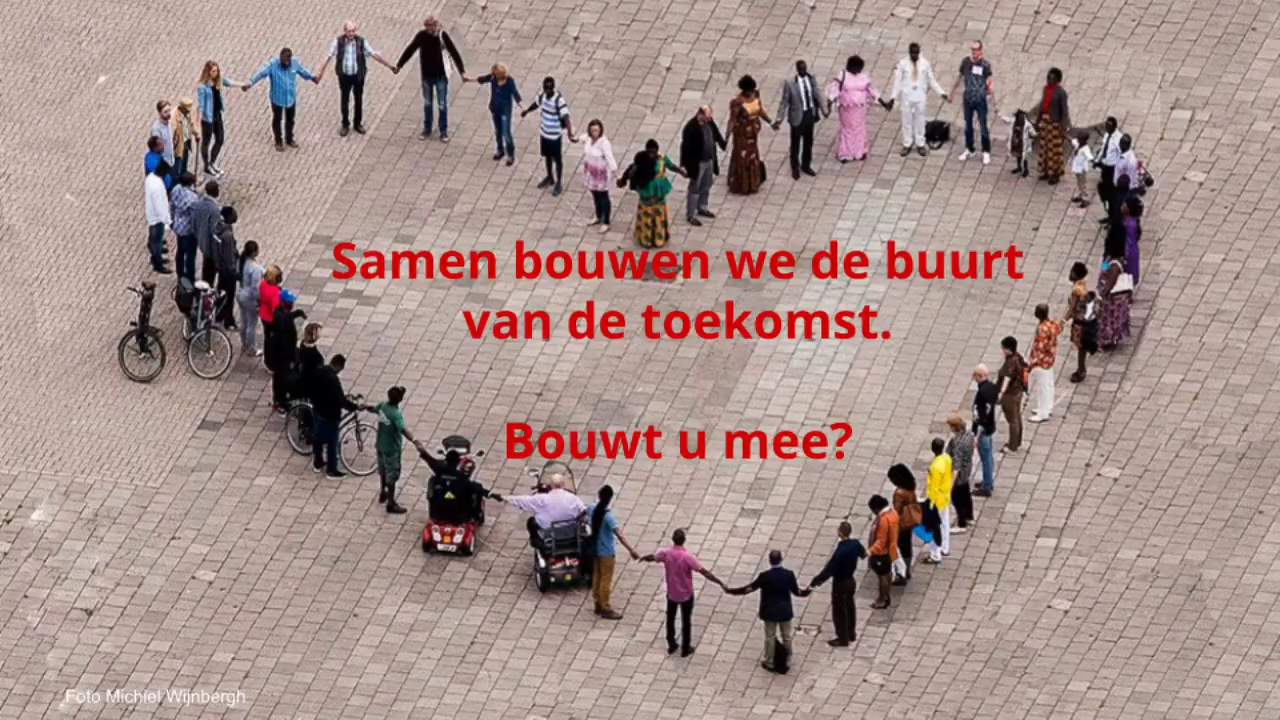 Samen bouwen we de buurt
van de toekomst.
Bouwt u mee?
Foto Michiel Wijnbergh